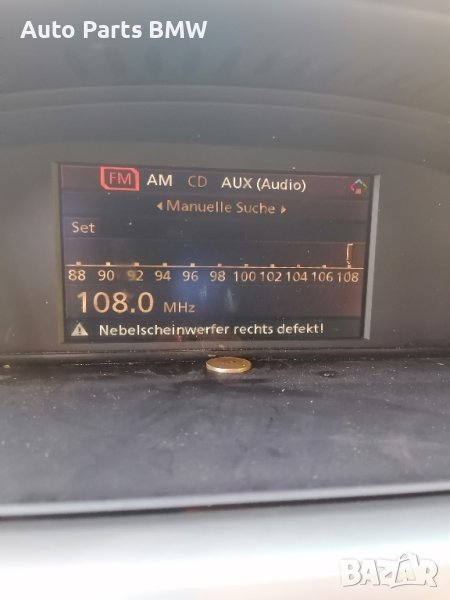 Auto Parts BMW
FM AM CD AUX (Audio)
Manuelle Suche
Set
88 90 92 94 96 98 100 102 104 106 108
108.0 MHz
Nebelscheinwerfer rechts defekt!
BAZAR